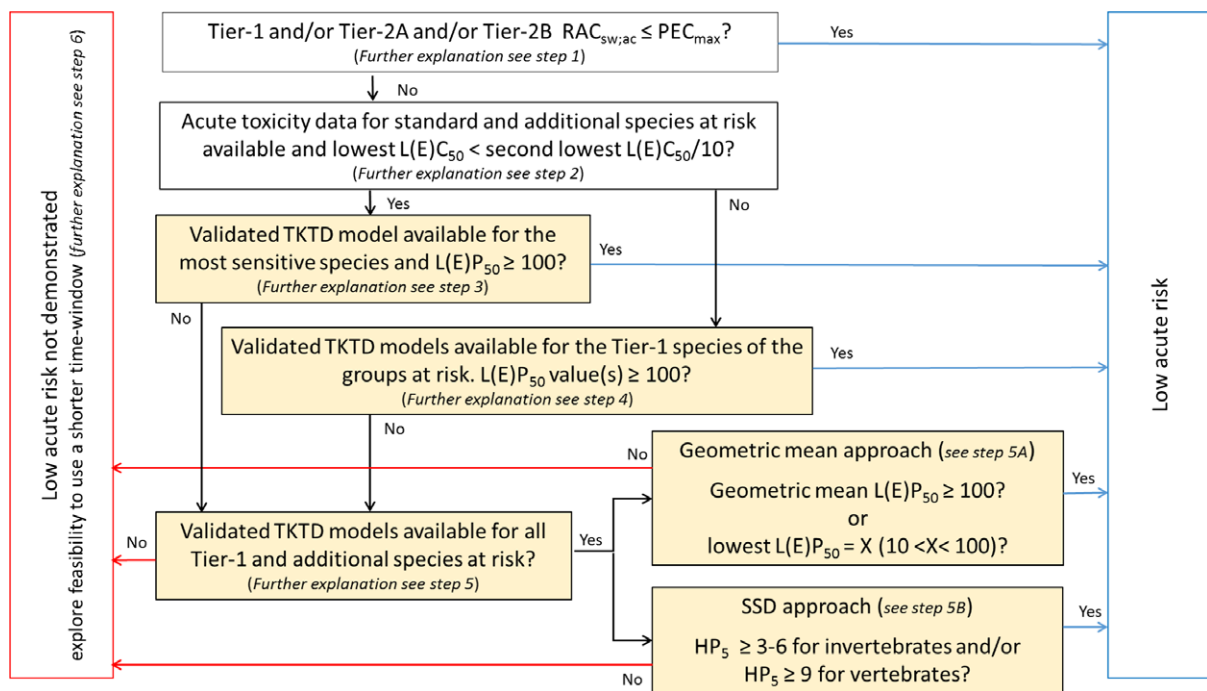 Low acute risk not demonstrated
explore feasibility to use a shorter time-window (further explanation see step 6)
Tier-1 and/or Tier-2A and/or Tier-2B RACsw;ac ≤ PECmax?
(Further explanation see step 1)
Yes
No
Acute toxicity data for standard and additional species at risk
available and lowest L(E)C50 < second lowest L(E)C50/10?
(Further explanation see step 2)
Yes
No
Validated TKTD model available for the
most sensitive species and L(E)P50 ≥ 100?
(Further explanation see step 3)
Yes
No
Validated TKTD models available for the Tier-1 species of the
groups at risk. L(E)P50 value(s) ≥ 100?
(Further explanation see step 4)
Yes
No
Validated TKTD models available for all
Tier-1 and additional species at risk?
(Further explanation see step 5)
No
Yes
Geometric mean approach (see step 5A)
Geometric mean L(E)P50 ≥ 100?
or
lowest L(E)P50 = X (10 <X< 100)?
No
Yes
SSD approach (see step 5B)
HP5 ≥ 3-6 for invertebrates and/or
HP5 ≥ 9 for vertebrates?
Yes
No
Low acute risk